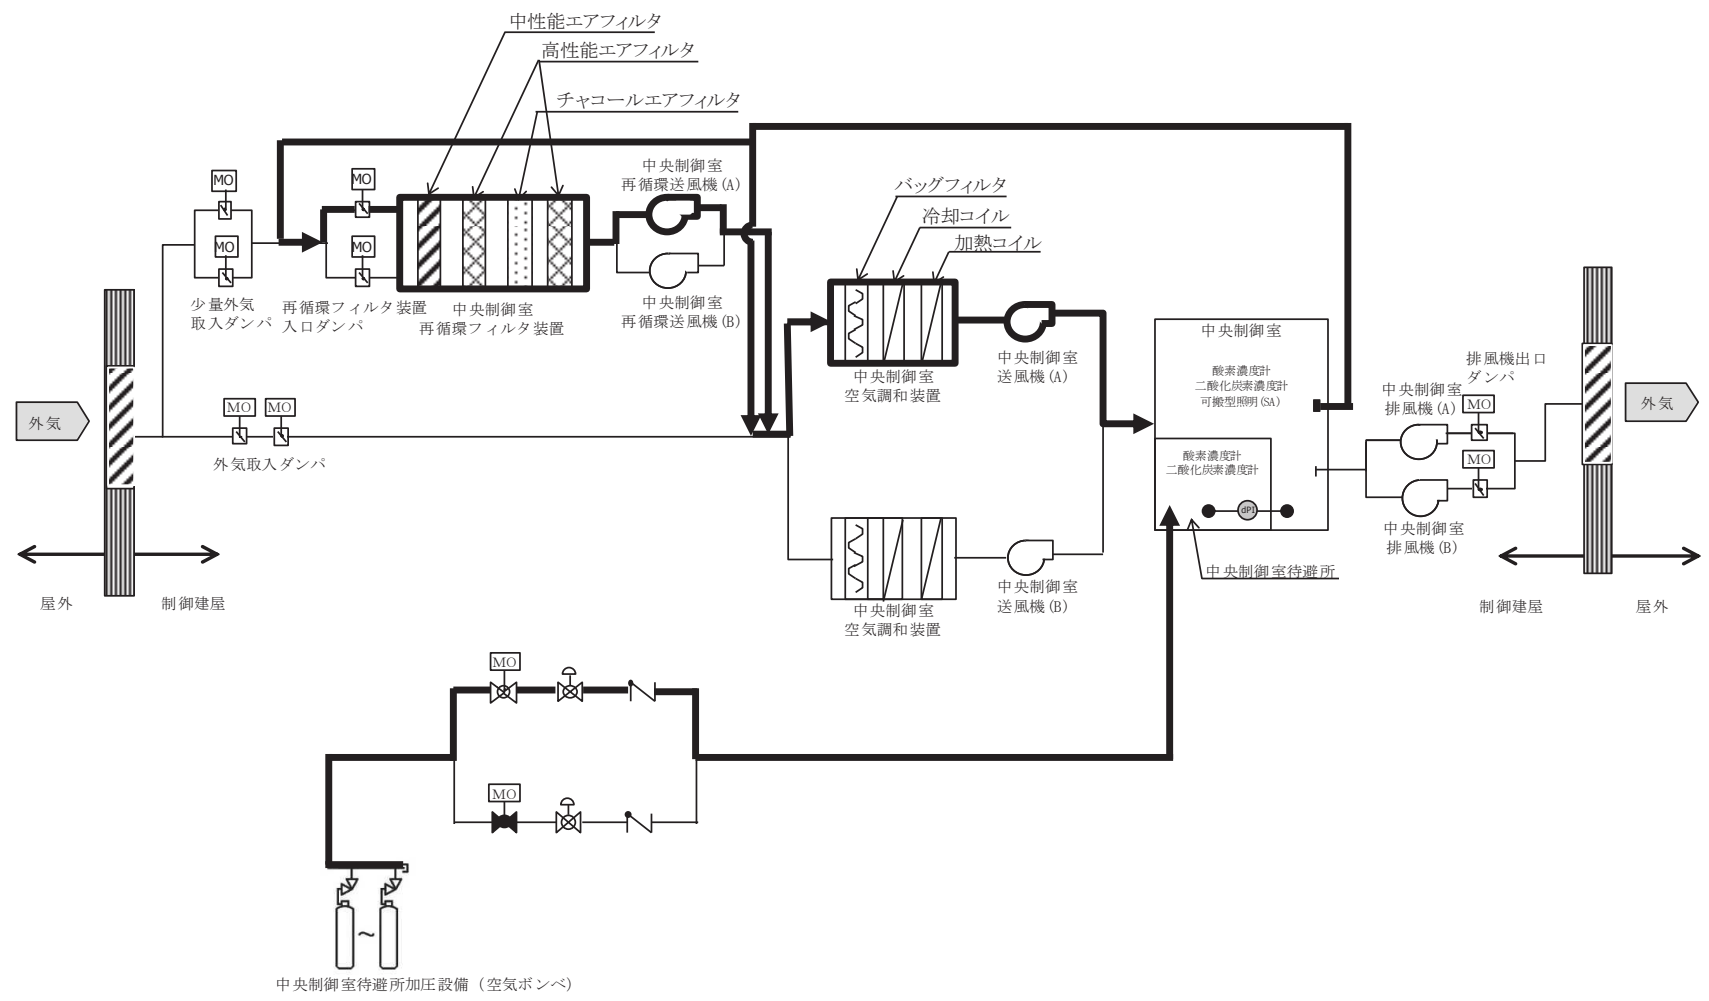 中性能エアフィルタ
高性能エアフィルタ
チャコールエアフィルタ
MO
MO
MO
MO
中央制御室
再循環送風機(A)
中央制御室
再循環送風機(B)
少量外気
取入ダンパ
再循環フィルタ装置
入口ダンパ
中央制御室
再循環フィルタ装置
バッグフィルタ
冷却コイル
加熱コイル
中央制御室
空気調和装置
中央制御室
送風機(A)
外気
MO
MO
外気取入ダンパ
中央制御室
酸素濃度計
二酸化炭素濃度計
可搬型照明(SA)
酸素濃度計
二酸化炭素濃度計
dPI
中央制御室待避所
排風機出口
ダンパ
中央制御室
排風機(A)
MO
MO
中央制御室
排風機(B)
外気
屋外
制御建屋
中央制御室
空気調和装置
中央制御室
送風機(B)
制御建屋
屋外
MO
MO
～
中央制御室待避所加圧設備（空気ボンベ）